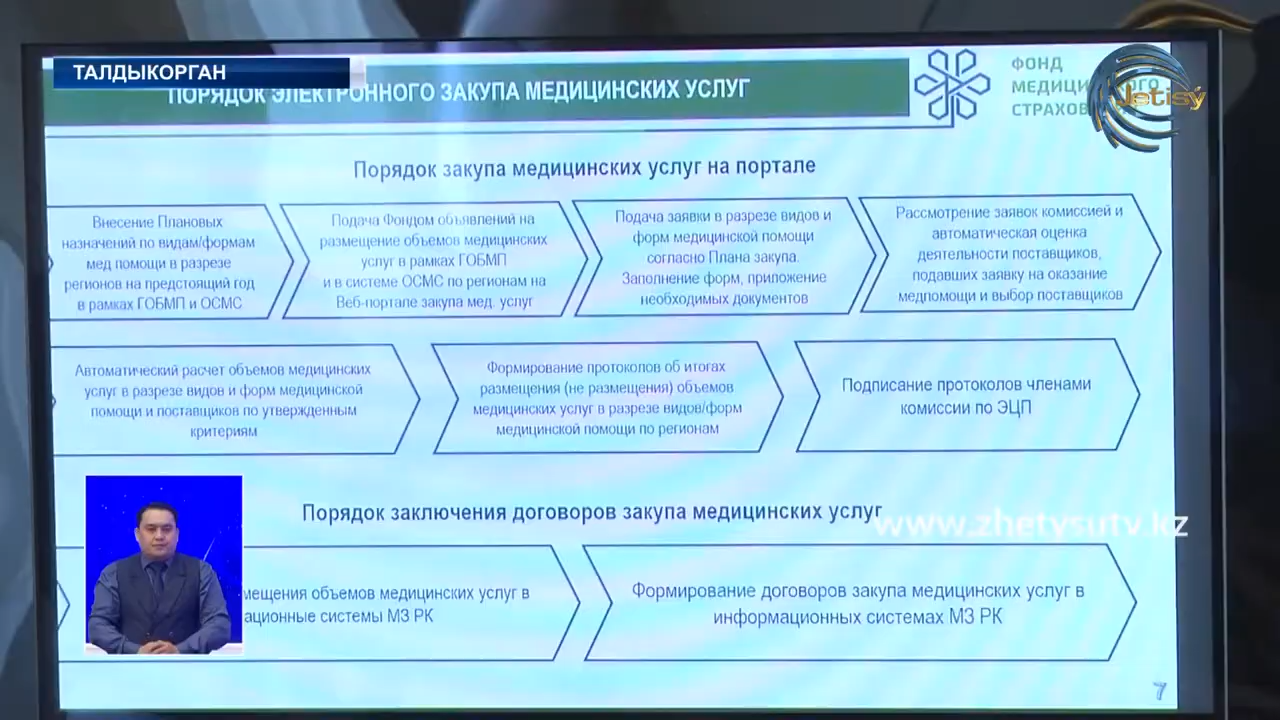 ТАЛДЫКОРГАН
ПОРЯДОК ЭЛЕКТРОННОГО ЗАКУПА МЕДИЦИНСКИХ УСЛУГ
ФОНД
МЕДИЦИНСКОГО
СТРАХОВ
Jetisý
Порядок закупа медицинских услуг на портале
Внесение Плановых
назначений по видам/формам
мед помощи в разрезе
регионов на предстоящий год
в рамках ГОБМП и ОСМС
Подача Фондом объявлений на
размещение объемов медицинских
услуг в рамках ГОБМП
и в системе ОСМС по регионам на
Веб-портале закупа мед. услуг
Подача заявки в разрезе видов и
форм медицинской помощи
согласно Плана закупа.
Заполнение форм, приложение
необходимых документов
Рассмотрение заявок комиссией и
автоматическая оценка
деятельности поставщиков,
подавших заявку на оказание
медпомощи и выбор поставщиков
Автоматический расчет объемов медицинских
услуг в разрезе видов и форм медицинской
помощи и поставщиков по утвержденным
критериям
Формирование протоколов об итогах
размещения (не размещения) объемов
медицинских услуг в разрезе видов/форм
медицинской помощи по регионам
Подписание протоколов членами
комиссии по ЭЦП
Порядок заключения договоров закупа медицинских услуг
www.zhetysutv.kz
мещения объемов медицинских услуг в
ационные системы МЗ РК
Формирование договоров закупа медицинских услуг в
информационных системах МЗ РК
7